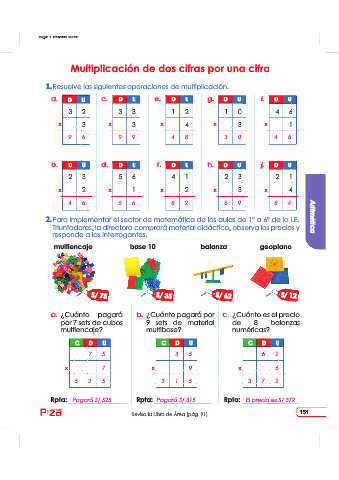 Multiplicación de dos cifras por una cifra
1. Resuelve las siguientes operaciones de multiplicación.
a. D U c. D U e. D U g. D U i. D U
3 2 3 3 1 2 1 0 4 6
x 3 x 3 x 4 x 3 x 1
9 6 9 9 4 8 3 0 4 6
b. D U d. D U f. D U h. D U j. D U
2 3 5 6 4 1 2 3 2 1
x 2 x 1 x 2 x 3 x 4
4 6 5 6 8 2 6 9 8 4
Aritmética
2. Para implementar el sector de matemática de las aulas de 1° a 6° de la I.E.
Triunfadores, la directora comprará material didáctico, observa los precios y
responde a las interrogantes.
multiencaje base 10 balanza geoplano
S/ 75 S/ 35 S/ 62 S/ 12
a. ¿Cuánto pagará b. ¿Cuánto pagará por c. ¿Cuánto es el precio
por 7 sets de cubos 9 sets de material de 8 balanzas
multiencaje? multibase? numéricas?
C D U C D U C D U
7 5 3 5 6 2
x 7 x 9 x 6
5 2 5 3 1 5 3 7 2
Rpta: Pagará S/ 525 Rpta: Pagará S/ 315 Rpta: El precio es S/ 372
Revisa tu Libro de Área (pág. 91)
151